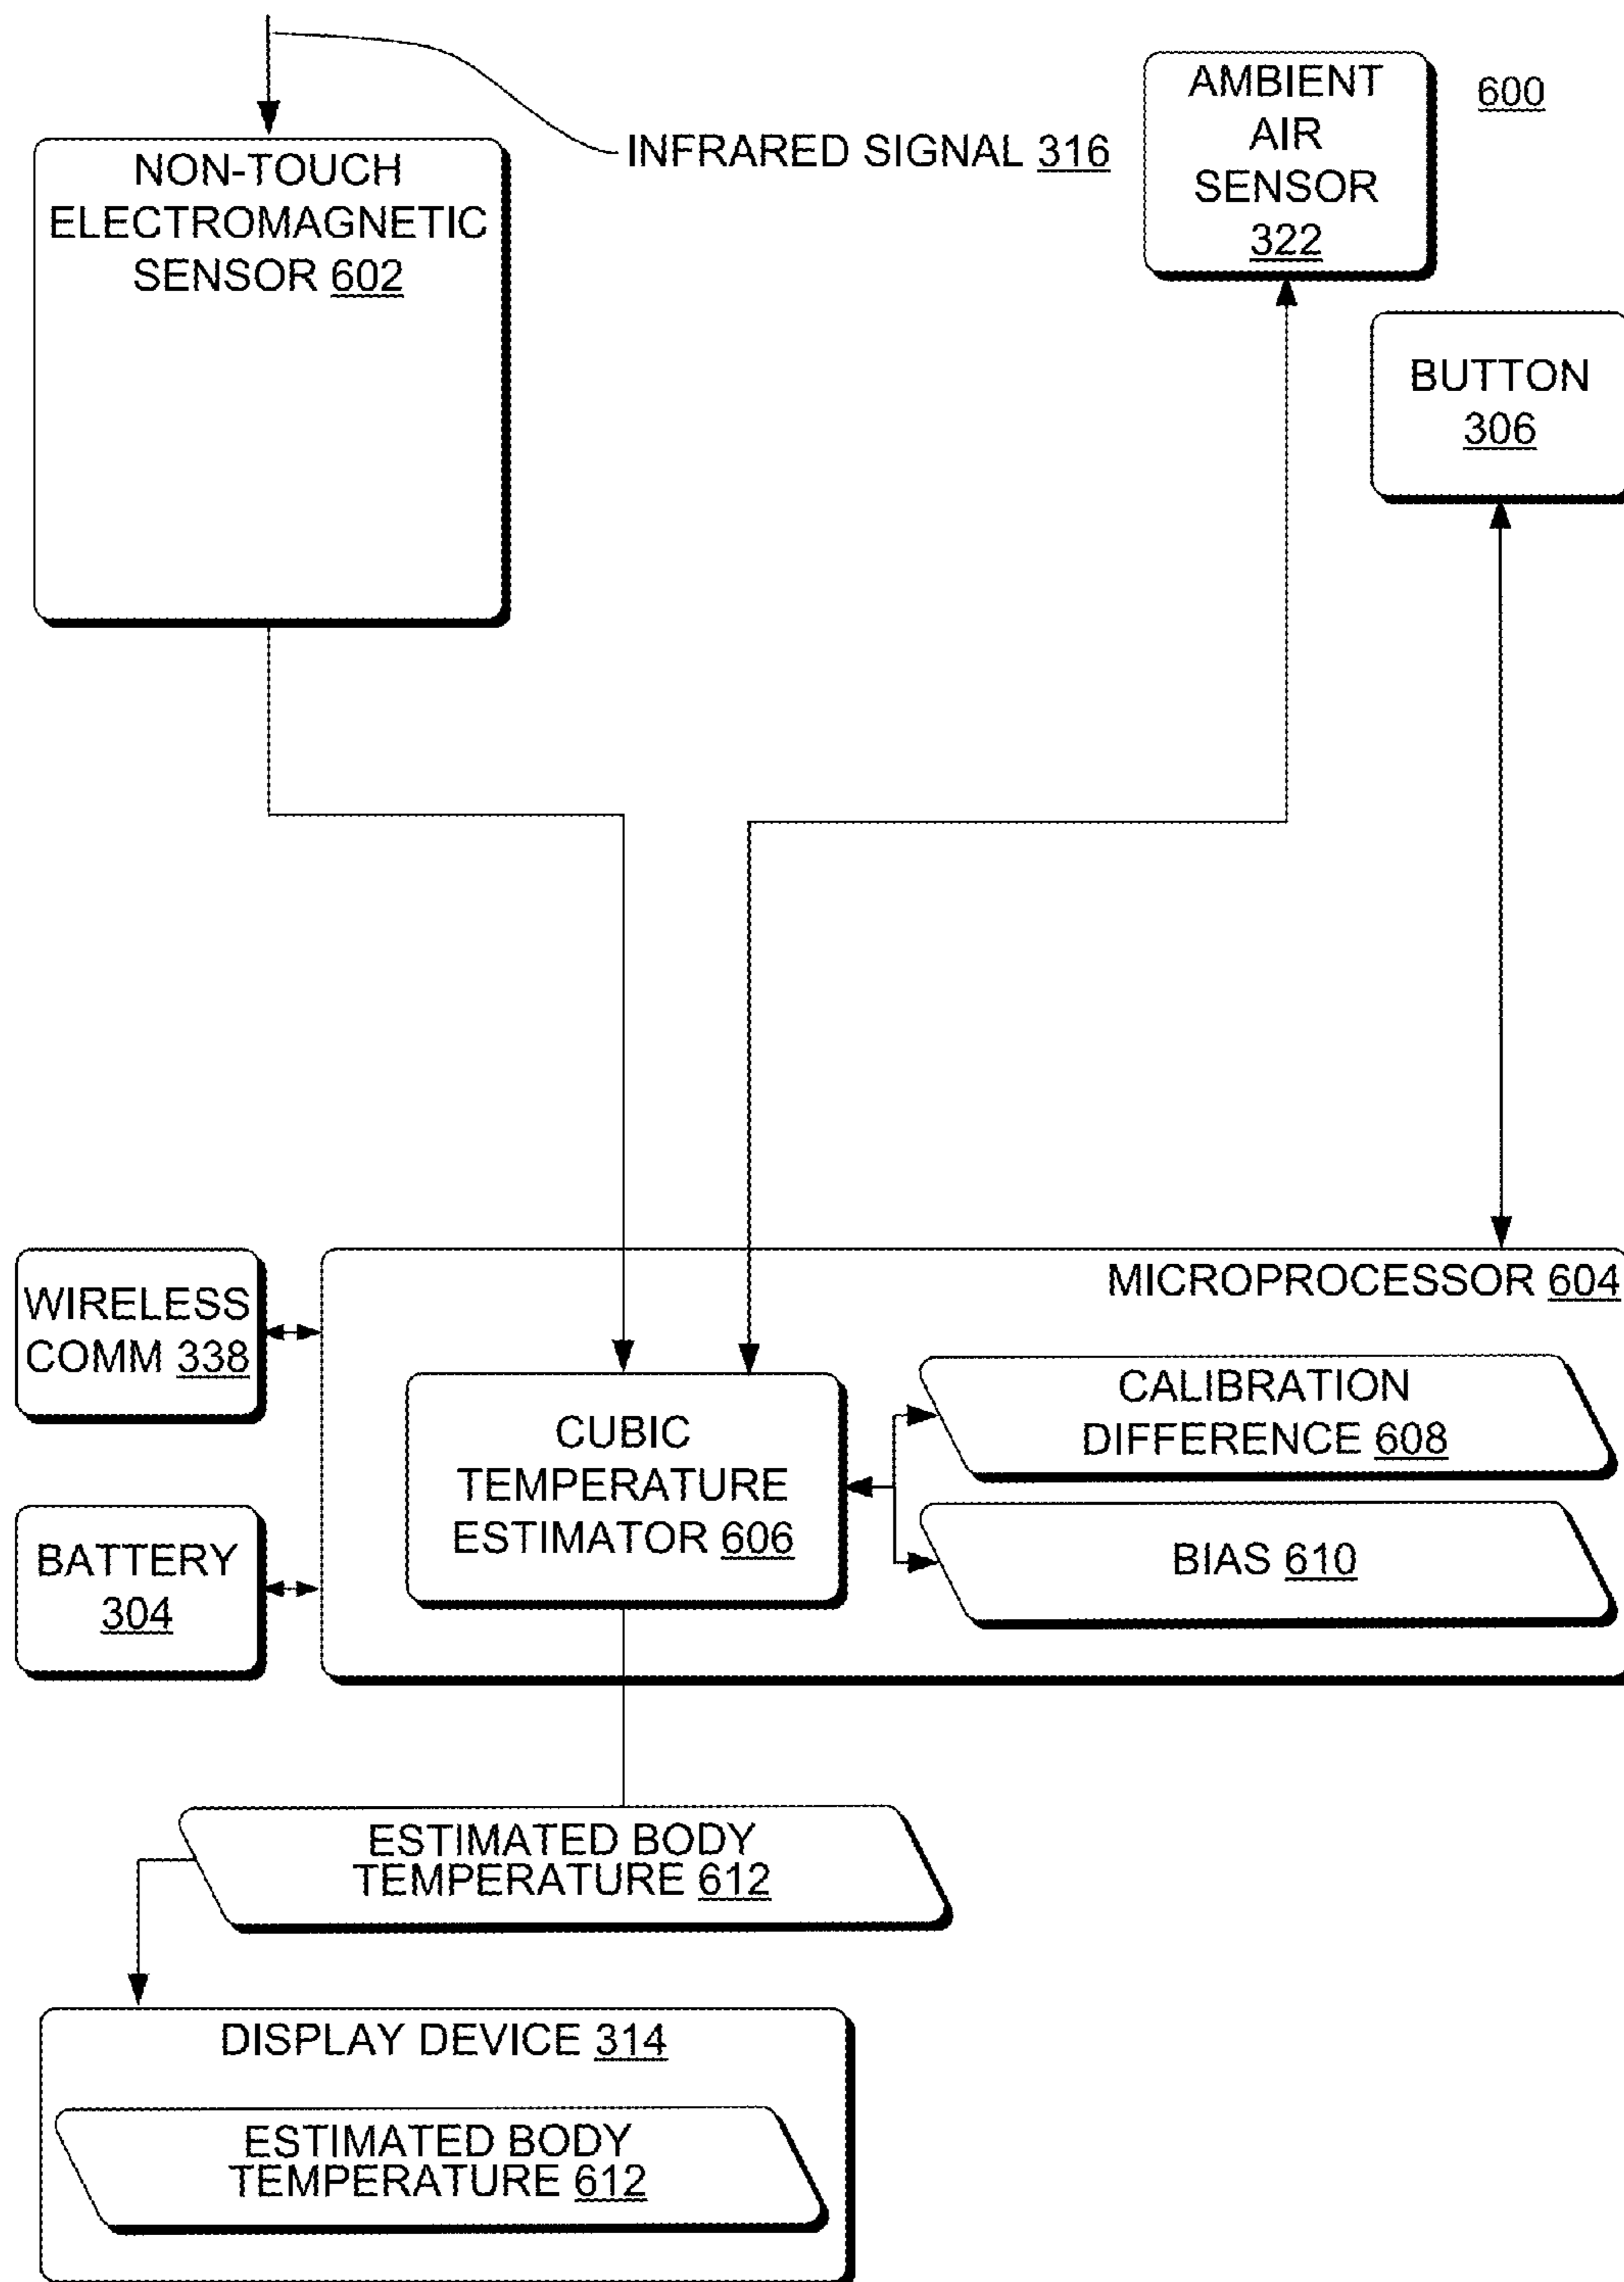 INFRARED SIGNAL 316
NON-TOUCH
ELECTROMAGNETIC
SENSOR 602
AMBIENT
AIR
SENSOR
322
600
BUTTON
306
MICROPROCESSOR 604
WIRELESS
COMM 338
CUBIC
TEMPERATURE
ESTIMATOR 606
CALIBRATION
DIFFERENCE 608
BIAS 610
BATTERY
304
ESTIMATED BODY
TEMPERATURE 612
DISPLAY DEVICE 314
ESTIMATED BODY
TEMPERATURE 612